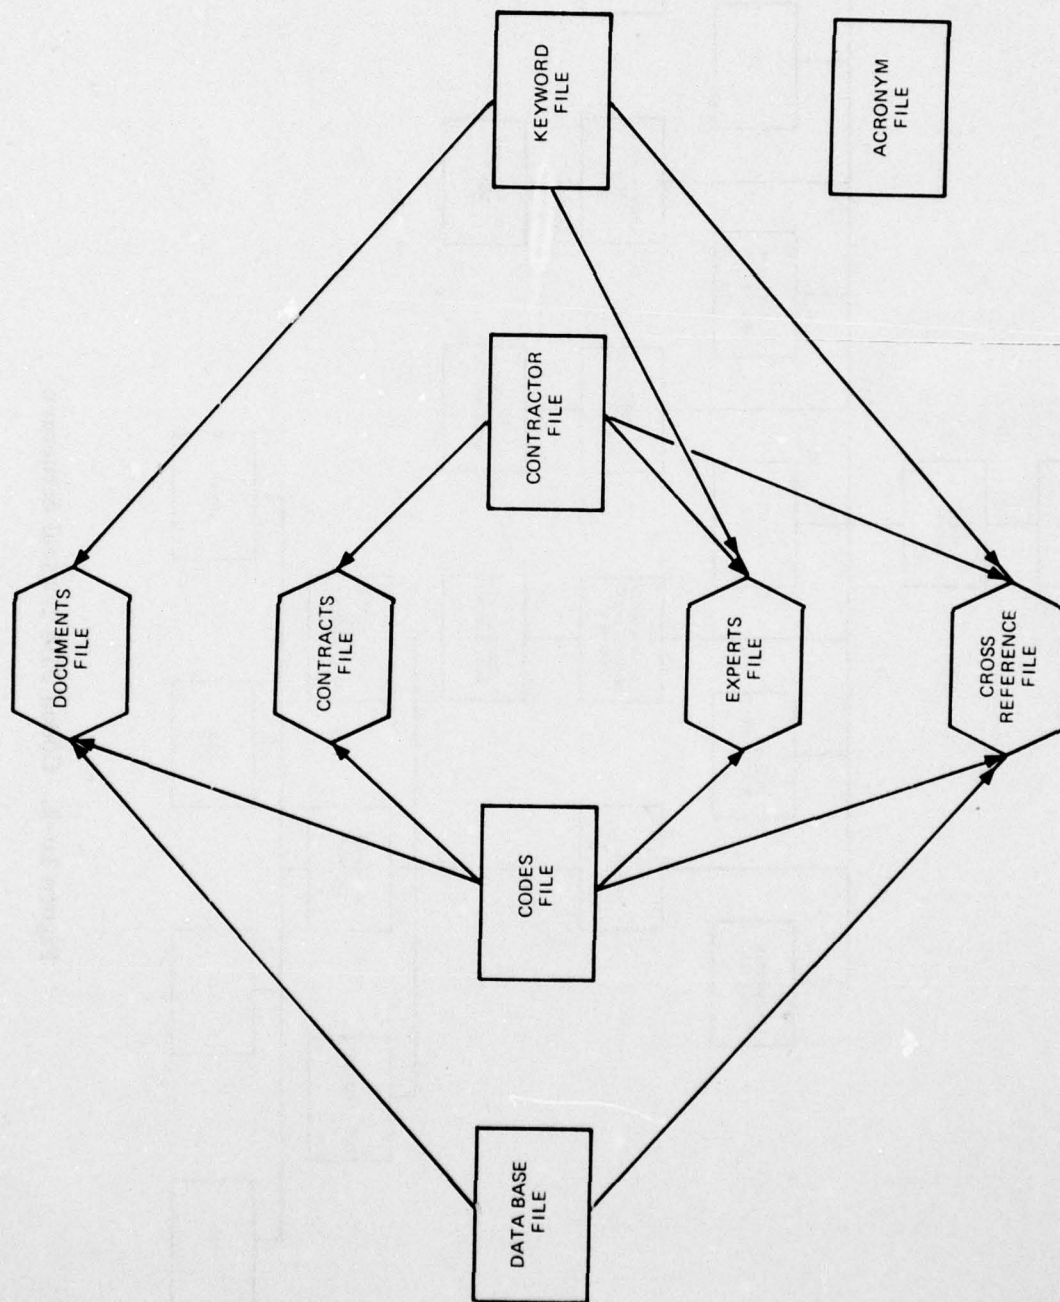 DOCUMENTS
FILE
CONTRACTS
FILE
DATA BASE
FILE
CODES
FILE
CONTRACTOR
FILE
KEYWORD
FILE
EXPERTS
FILE
ACRONYM
FILE
CROSS
REFERENCE
FILE